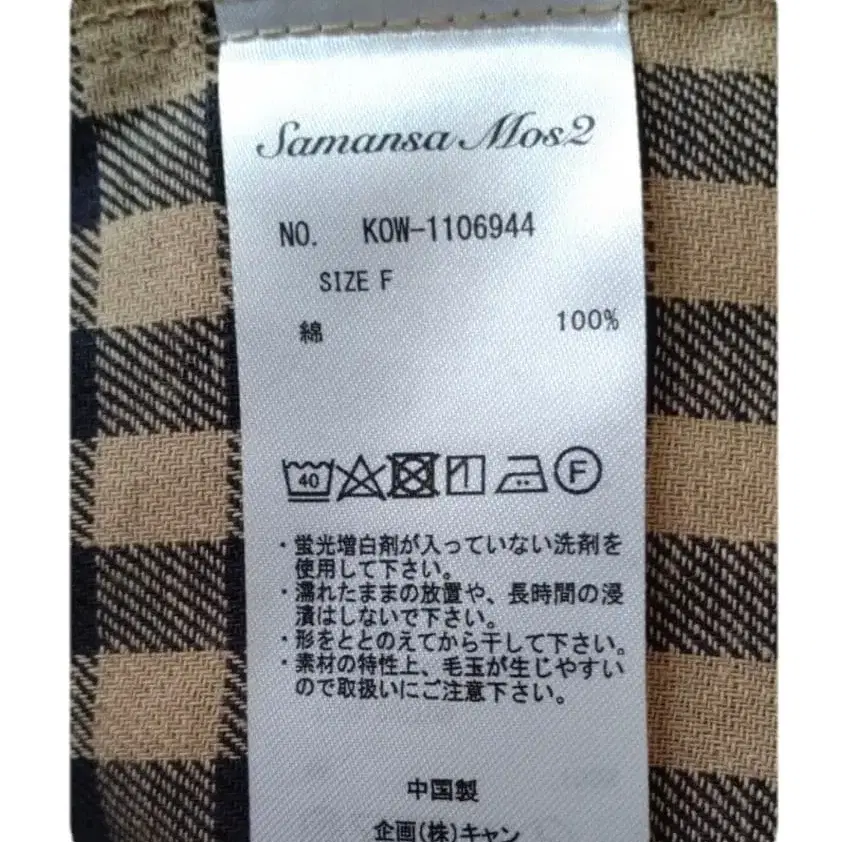 Samansa Mos2
NO. KOW-1106944
SIZE F
綿 100%
40 F
・蛍光増白剤が入っていない洗剤を
使用して下さい。
・濡れたままの放置や、長時間の浸
漬はしないで下さい。
・形をととのえてから干して下さい。
・素材の特性上、毛玉が生じやすい
ので取扱いにご注意下さい。
中国製
企画(株)キャン